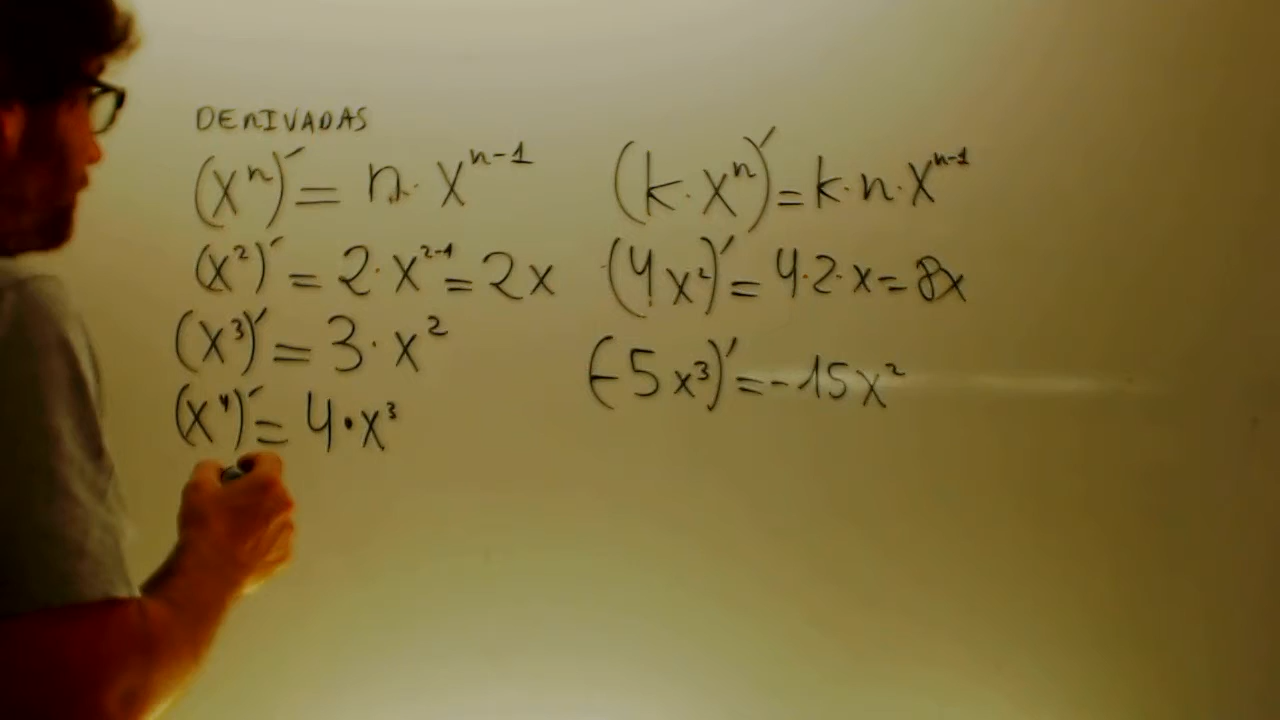 DERIVADAS
(xⁿ)´ = n · xⁿ⁻¹
(x²)´ = 2 · x²⁻¹ = 2x
(x³)´ = 3 · x²
(x⁴)´ = 4 · x³
(k · xⁿ)´ = k · n · xⁿ⁻¹
(4x²)´ = 4 · 2 · x = 8x
(-5x³)´ = -15x²